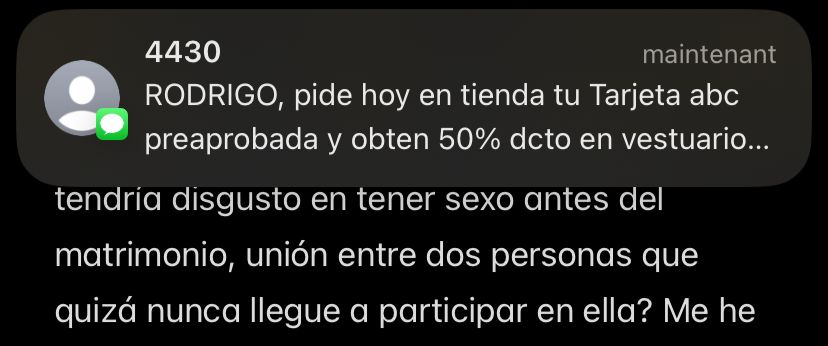 4430
maintenant
RODRIGO, pide hoy en tienda tu Tarjeta abc
preaprobada y obten 50% dcto en vestuario...
tendría disgusto en tener sexo antes del
matrimonio, unión entre dos personas que
quizá nunca llegue a participar en ella? Me he